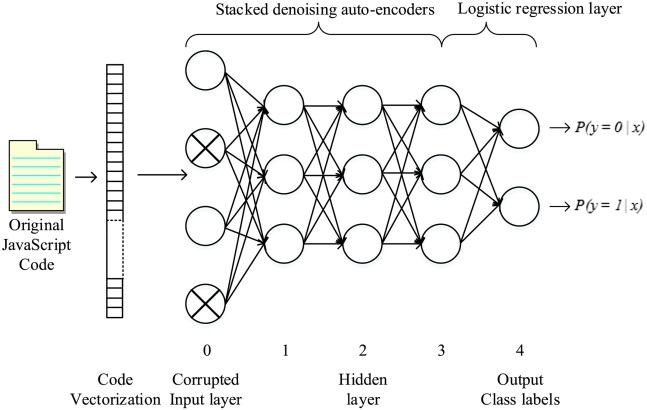 Stacked denoising auto-encoders
Logistic regression layer
P(y = 0 | x)
P(y = 1 | x)
Original
JavaScript
Code
0 1 2 3 4
Code
Vectorization
Corrupted
Input layer
Hidden
layer
Output
Class labels